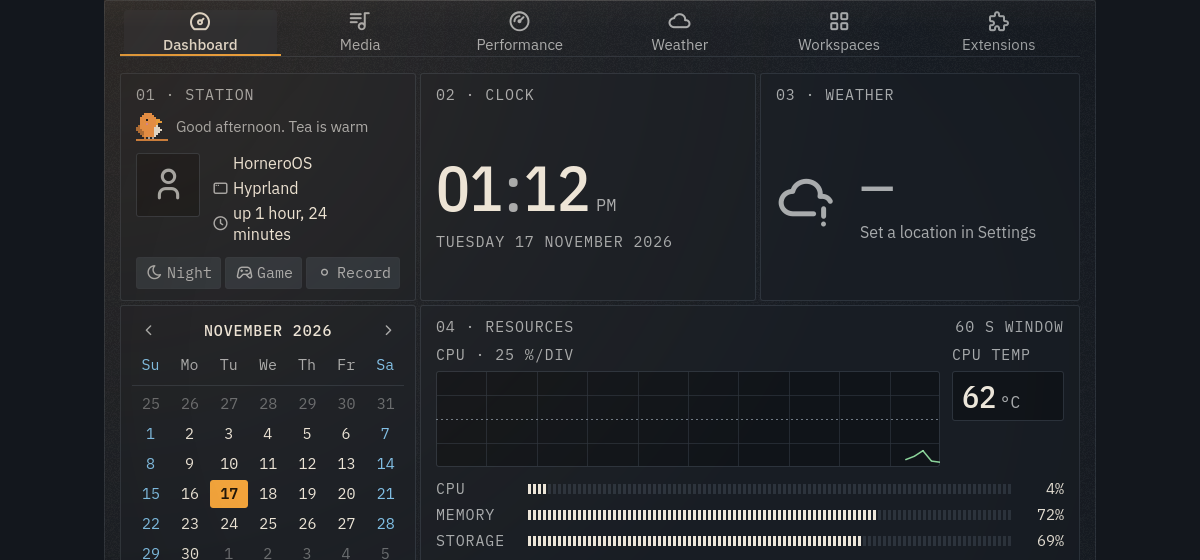 Dashboard Media Performance Weather Workspaces Extensions
01 · STATION
Good afternoon. Tea is warm
HorneroOS
Hyprland
up 1 hour, 24
minutes
Night Game Record
02 · CLOCK
01:12 PM
TUESDAY 17 NOVEMBER 2026
03 · WEATHER
—
Set a location in Settings
NOVEMBER 2026
Su Mo Tu We Th Fr Sa
25 26 27 28 29 30 31
1 2 3 4 5 6 7
8 9 10 11 12 13 14
15 16 17 18 19 20 21
22 23 24 25 26 27 28
29 30 1 2 3 4 5
04 · RESOURCES 60 S WINDOW
CPU · 25 %/DIV CPU TEMP
62 °C
CPU 4%
MEMORY 72%
STORAGE 69%